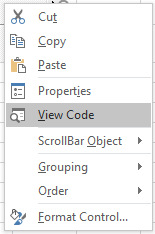 Cut
Copy
Paste
Properties
View Code
ScrollBar Object
Grouping
Order
Format Control...